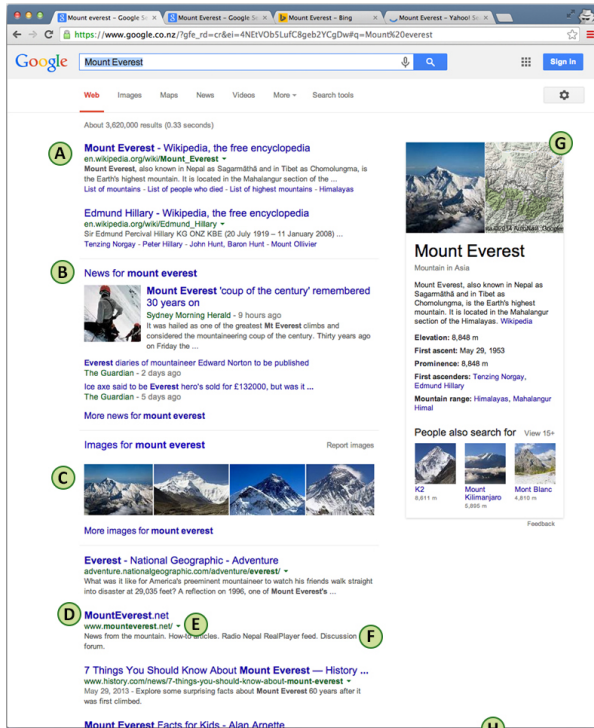 Mount Everest - Google Se
Mount Everest - Google Se
Mount Everest - Bing
Mount Everest - Yahoo! Se
https://www.google.co.nz/?gfe_rd=cr&ei=4NEtVOb5LufC8geb2YCgDw#q=Mount%20everest
Google
Mount Everest
Sign in
Web Images Maps News Videos More Search tools
About 3,620,000 results (0.33 seconds)
A
Mount Everest - Wikipedia, the free encyclopedia
en.wikipedia.org/wiki/Mount_Everest
Mount Everest, also known in Nepal as Sagarmāthā and in Tibet as Chomolungma, is
the Earth's highest mountain. It is located in the Mahalangur section of the ...
List of mountains - List of people who died - List of highest mountains - Himalayas
Edmund Hillary - Wikipedia, the free encyclopedia
en.wikipedia.org/wiki/Edmund_Hillary
Sir Edmund Percival Hillary KG ONZ KBE (20 July 1919 – 11 January 2008) ...
Tenzing Norgay - Peter Hillary - John Hunt, Baron Hunt - Mount Ollivier
B
News for mount everest
Mount Everest 'coup of the century' remembered
30 years on
Sydney Morning Herald - 9 hours ago
It was hailed as one of the greatest Mt Everest climbs and
considered the mountaineering coup of the century. Thirty years ago
on Friday the ...
Everest diaries of mountaineer Edward Norton to be published
The Guardian - 2 days ago
Ice axe said to be Everest hero's sold for £132000, but was it ...
The Guardian - 5 days ago
More news for mount everest
Images for mount everest
Report images
C
More images for mount everest
Everest - National Geographic - Adventure
adventure.nationalgeographic.com/adventure/everest/
What was it like for America's preeminent mountaineer to watch his friends walk straight
into disaster at 29,035 feet? A reflection on 1996, one of Mount Everest's ...
D
MountEverest.net
www.mounteverest.net/
E
News from the mountain. How-to articles. Radio Nepal RealPlayer feed. Discussion
forum.
F
7 Things You Should Know About Mount Everest — History ...
www.history.com/news/7-things-you-should-know-about-mount-everest
May 29, 2013 - Explore some surprising facts about Mount Everest 60 years after it
was first climbed.
Mount Everest Facts for Kids - Alan Arnette
G
Mount Everest
Mountain in Asia
Mount Everest, also known in Nepal as
Sagarmāthā and in Tibet as
Chomolungma, is the Earth's highest
mountain. It is located in the Mahalangur
section of the Himalayas. Wikipedia
Elevation: 8,848 m
First ascent: May 29, 1953
Prominence: 8,848 m
First ascenders: Tenzing Norgay,
Edmund Hillary
Mountain range: Himalayas, Mahalangur
Himal
People also search for View 15+
K2
8,611 m
Mount
Kilimanjaro
5,895 m
Mont Blanc
4,810 m
Feedback
H